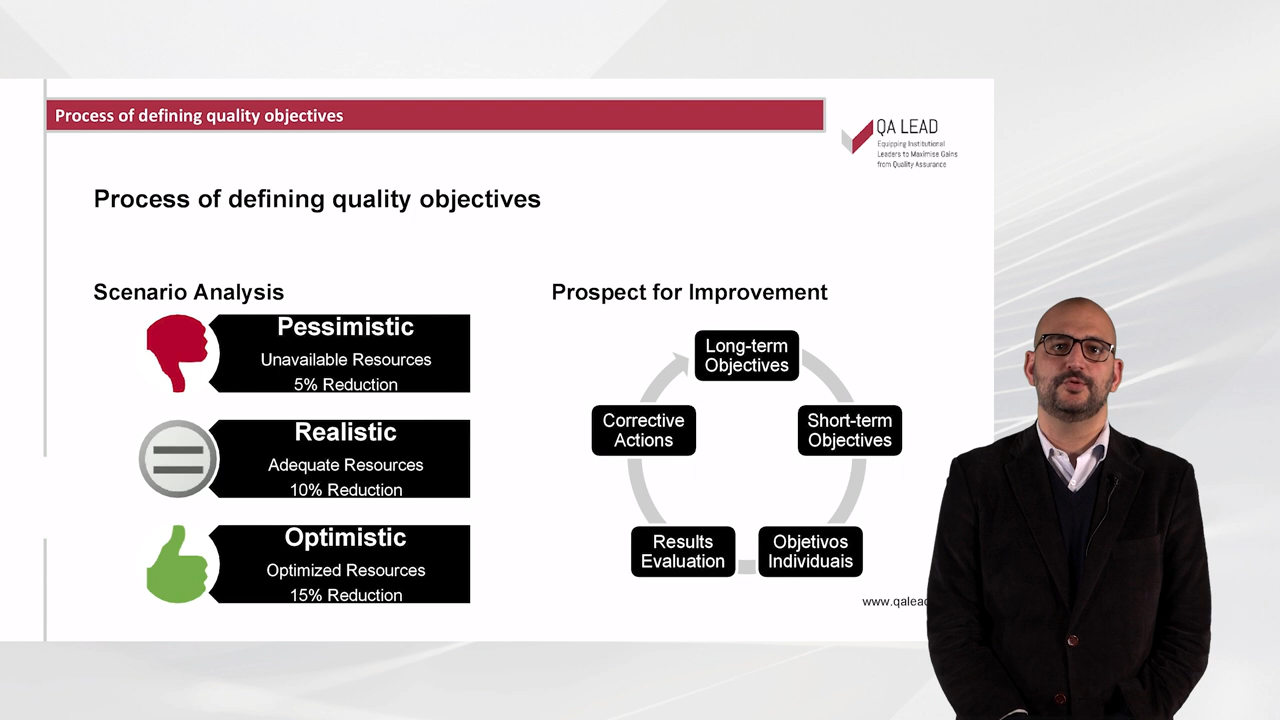 Process of defining quality objectives
QA LEAD
Equipping Institutional
Leaders to Maximise Gains
from Quality Assurance
Process of defining quality objectives
Scenario Analysis
Pessimistic
Unavailable Resources
5% Reduction
Realistic
Adequate Resources
10% Reduction
Optimistic
Optimized Resources
15% Reduction
Prospect for Improvement
Long-term
Objectives
Short-term
Objectives
Objetivos
Individuais
Results
Evaluation
Corrective
Actions